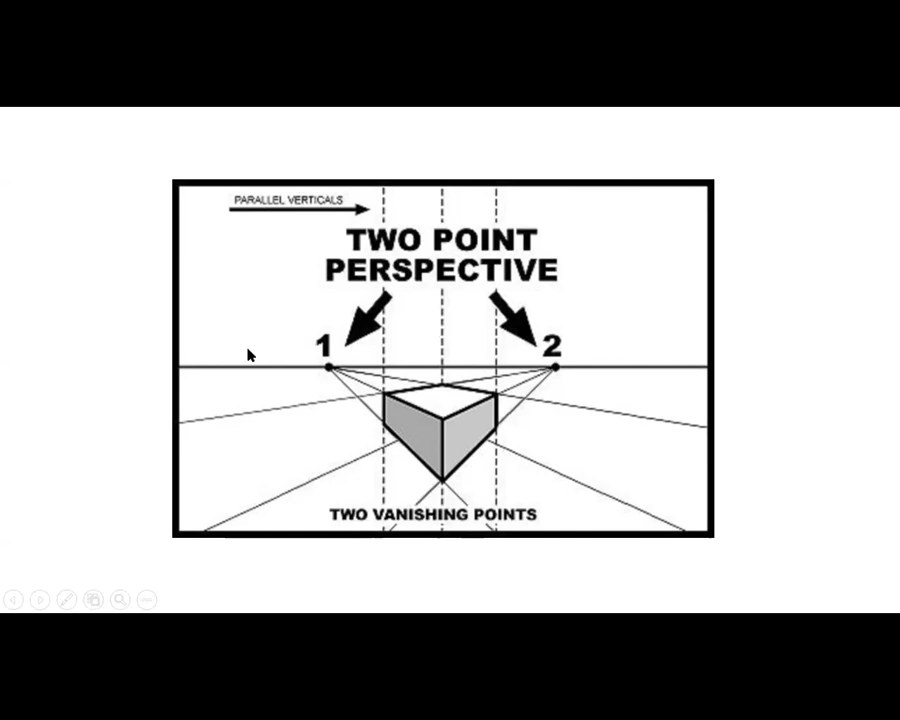 PARALLEL VERTICALS
TWO POINT
PERSPECTIVE
1
2
TWO VANISHING POINTS